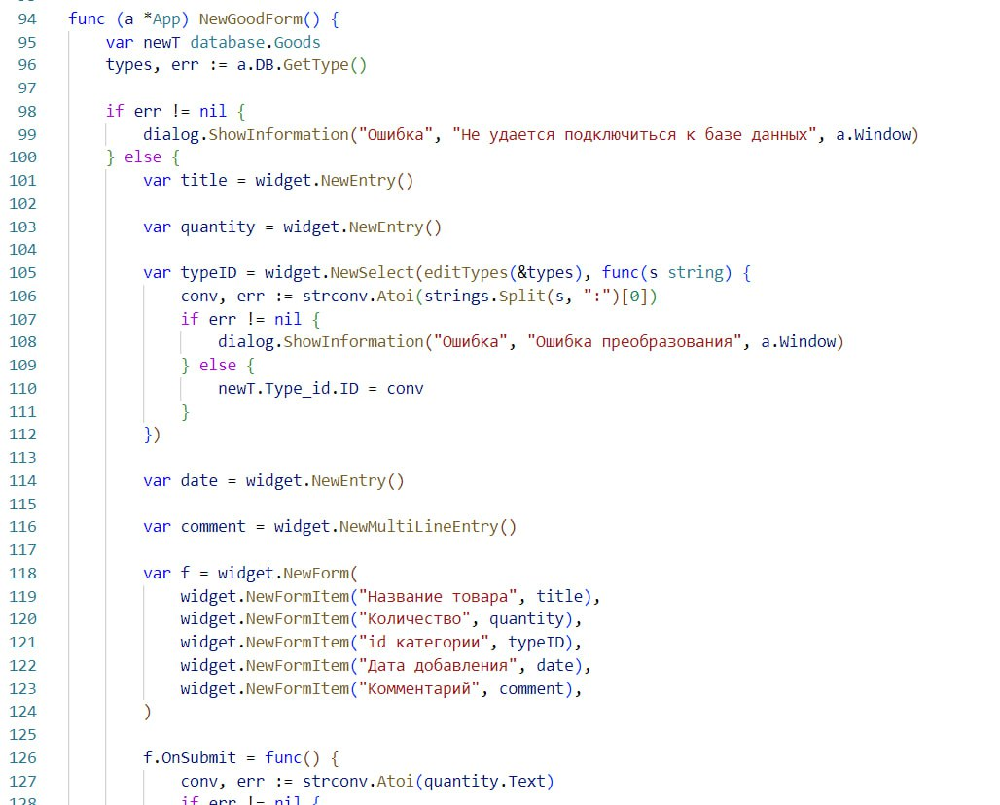 94 func (a *App) NewGoodForm() {
95 var newT database.Goods
96 types, err := a.DB.GetType()
97
98 if err != nil {
99 dialog.ShowInformation("Ошибка", "Не удается подключиться к базе данных", a.Window)
100 } else {
101 var title = widget.NewEntry()
102
103 var quantity = widget.NewEntry()
104
105 var typeID = widget.NewSelect(editTypes(&types), func(s string) {
106 conv, err := strconv.Atoi(strings.Split(s, ":")[0])
107 if err != nil {
108 dialog.ShowInformation("Ошибка", "Ошибка преобразования", a.Window)
109 } else {
110 newT.Type_id.ID = conv
111 }
112 })
113
114 var date = widget.NewEntry()
115
116 var comment = widget.NewMultiLineEntry()
117
118 var f = widget.NewForm(
119 widget.NewFormItem("Название товара", title),
120 widget.NewFormItem("Количество", quantity),
121 widget.NewFormItem("id категории", typeID),
122 widget.NewFormItem("Дата добавления", date),
123 widget.NewFormItem("Комментарий", comment),
124 )
125
126 f.OnSubmit = func() {
127 conv, err := strconv.Atoi(quantity.Text)
128 if err != nil {